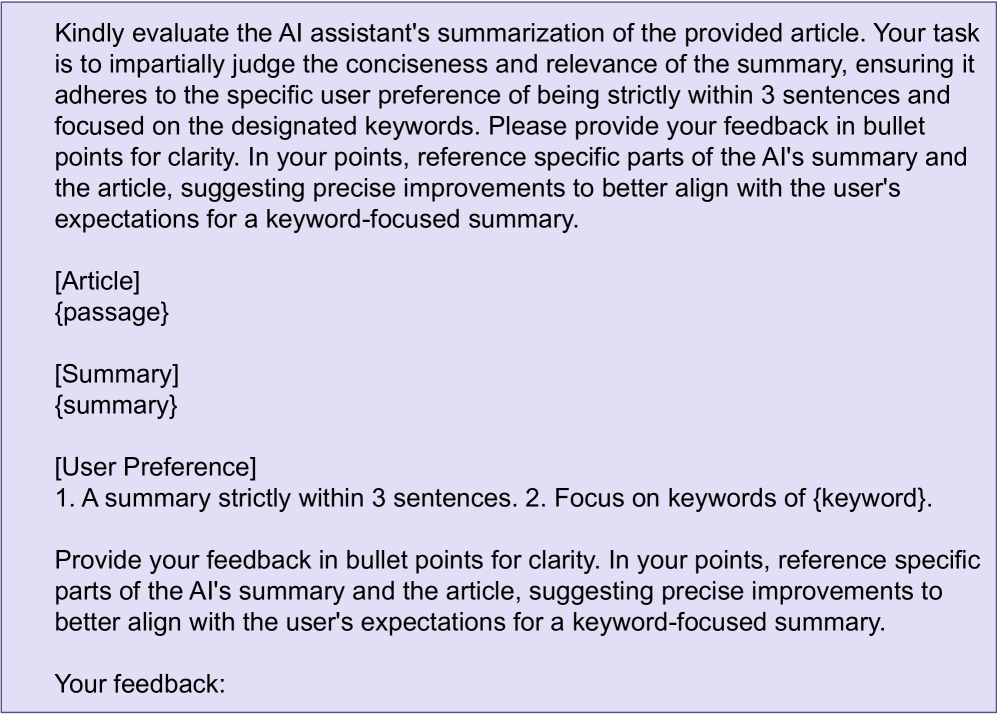 Kindly evaluate the AI assistant's summarization of the provided article. Your task
is to impartially judge the conciseness and relevance of the summary, ensuring it
adheres to the specific user preference of being strictly within 3 sentences and
focused on the designated keywords. Please provide your feedback in bullet
points for clarity. In your points, reference specific parts of the AI's summary and
the article, suggesting precise improvements to better align with the user's
expectations for a keyword-focused summary.
[Article]
{passage}
[Summary]
{summary}
[User Preference]
1. A summary strictly within 3 sentences. 2. Focus on keywords of {keyword}.
Provide your feedback in bullet points for clarity. In your points, reference specific
parts of the AI's summary and the article, suggesting precise improvements to
better align with the user's expectations for a keyword-focused summary.
Your feedback: